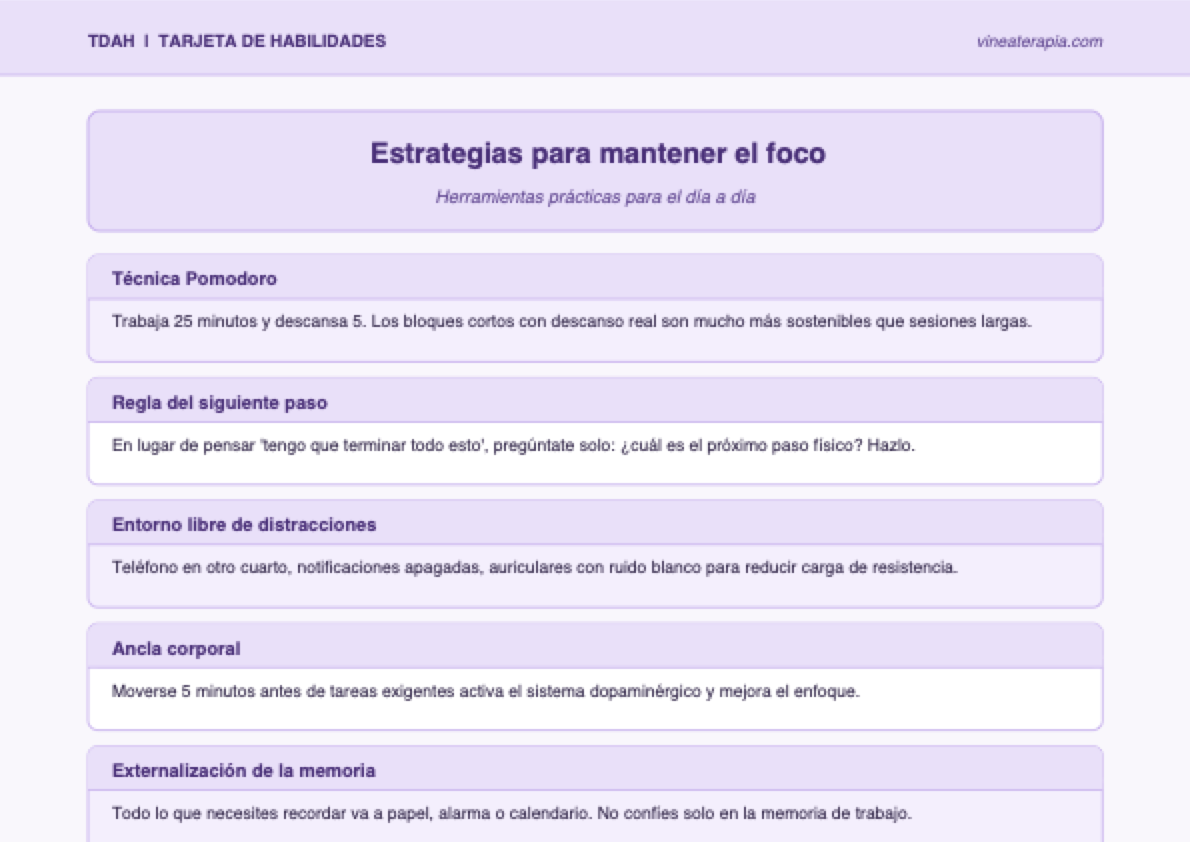 TDAH | TARJETA DE HABILIDADES
vineaterapia.com
Estrategias para mantener el foco
Herramientas prácticas para el día a día
Técnica Pomodoro
Trabaja 25 minutos y descansa 5. Los bloques cortos con descanso real son mucho más sostenibles que sesiones largas.
Regla del siguiente paso
En lugar de pensar 'tengo que terminar todo esto', pregúntate solo: ¿cuál es el próximo paso físico? Hazlo.
Entorno libre de distracciones
Teléfono en otro cuarto, notificaciones apagadas, auriculares con ruido blanco para reducir carga de resistencia.
Ancla corporal
Moverse 5 minutos antes de tareas exigentes activa el sistema dopaminérgico y mejora el enfoque.
Externalización de la memoria
Todo lo que necesites recordar va a papel, alarma o calendario. No confíes solo en la memoria de trabajo.